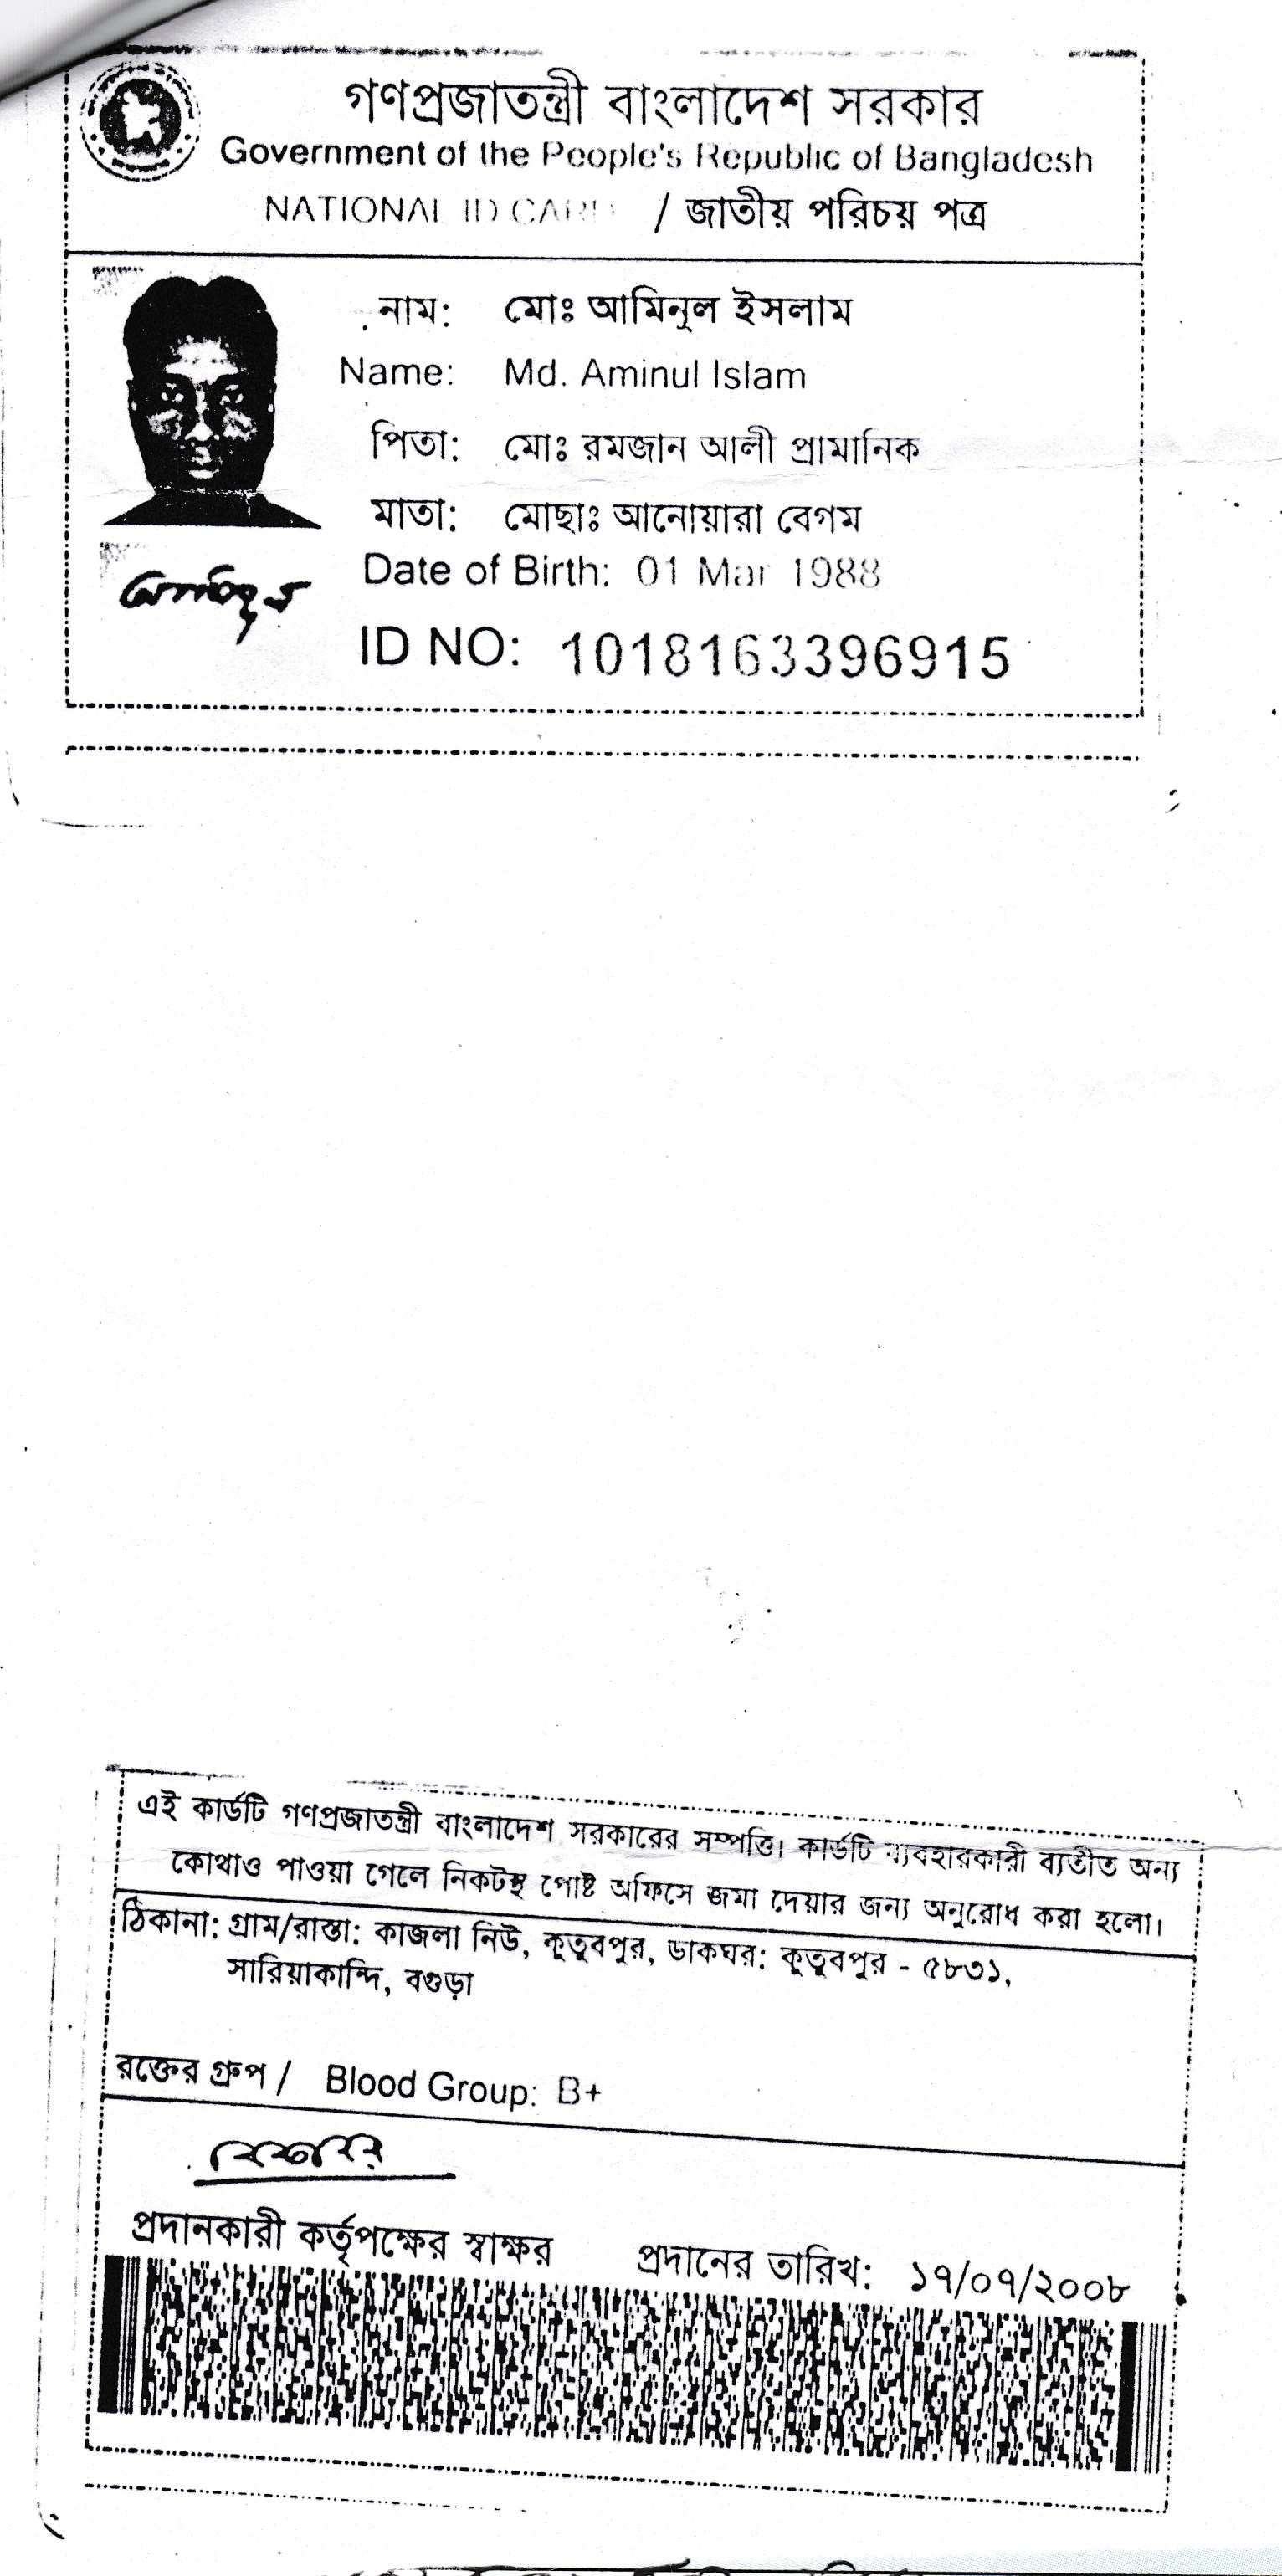 গণপ্রজাতন্ত্রী বাংলাদেশ সরকার
Government of the People's Republic of Bangladesh
NATIONAL ID CARD / জাতীয় পরিচয় পত্র
নাম: মোঃ আমিনুল ইসলাম
Name: Md. Aminul Islam
পিতা: মোঃ রমজান আলী প্রামানিক
মাতা: মোছাঃ আনোয়ারা বেগম
Date of Birth: 01 Mar 1988
ID NO: 1018163396915
এই কার্ডটি গণপ্রজাতন্ত্রী বাংলাদেশ সরকারের সম্পত্তি। কার্ডটি ব্যবহারকারী ব্যতীত অন্য
কোথাও পাওয়া গেলে নিকটস্থ পোষ্ট অফিসে জমা দেয়ার জন্য অনুরোধ করা হলো।
ঠিকানা: গ্রাম/রাস্তা: কাজলা নিউ, কুতুবপুর, ডাকঘর: কুতুবপুর - ৫৮৩১,
সারিয়াকান্দি, বগুড়া
রক্তের গ্রুপ / Blood Group: B+
প্রদানকারী কর্তৃপক্ষের স্বাক্ষর প্রদানের তারিখ: ১৭/০৭/২০০৮